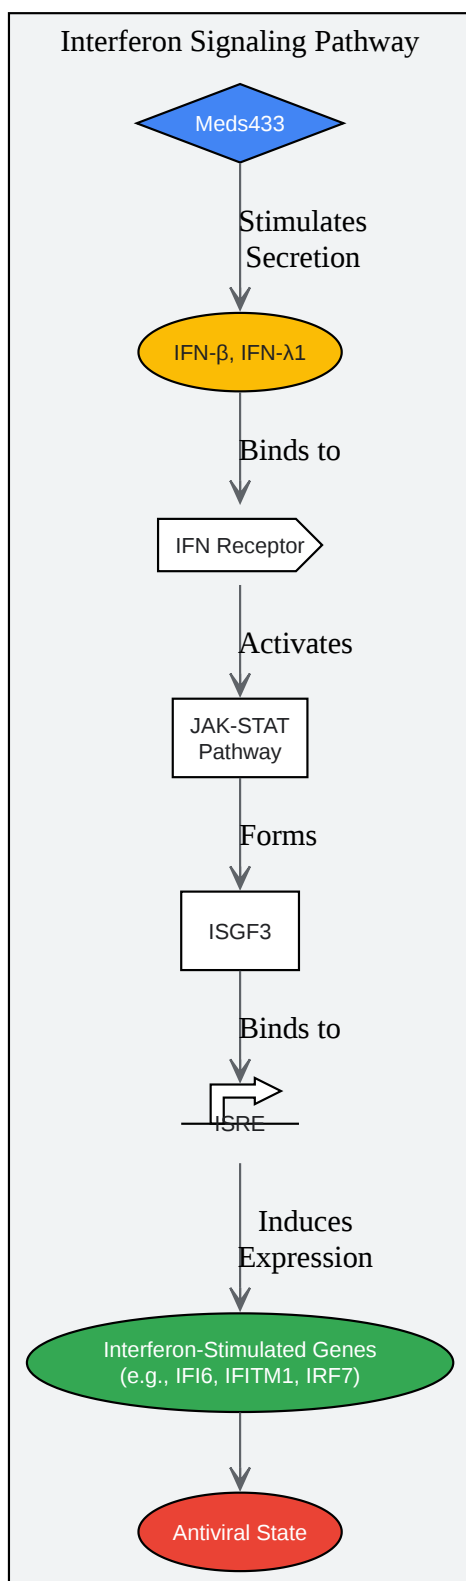 Interferon Signaling Pathway
Meds433
Stimulates
Secretion
IFN-β, IFN-λ1
Binds to
IFN Receptor
Activates
JAK-STAT
Pathway
Forms
ISGF3
Binds to
ISRE
Induces
Expression
Interferon-Stimulated Genes
(e.g., IFI6, IFITM1, IRF7)
Antiviral State